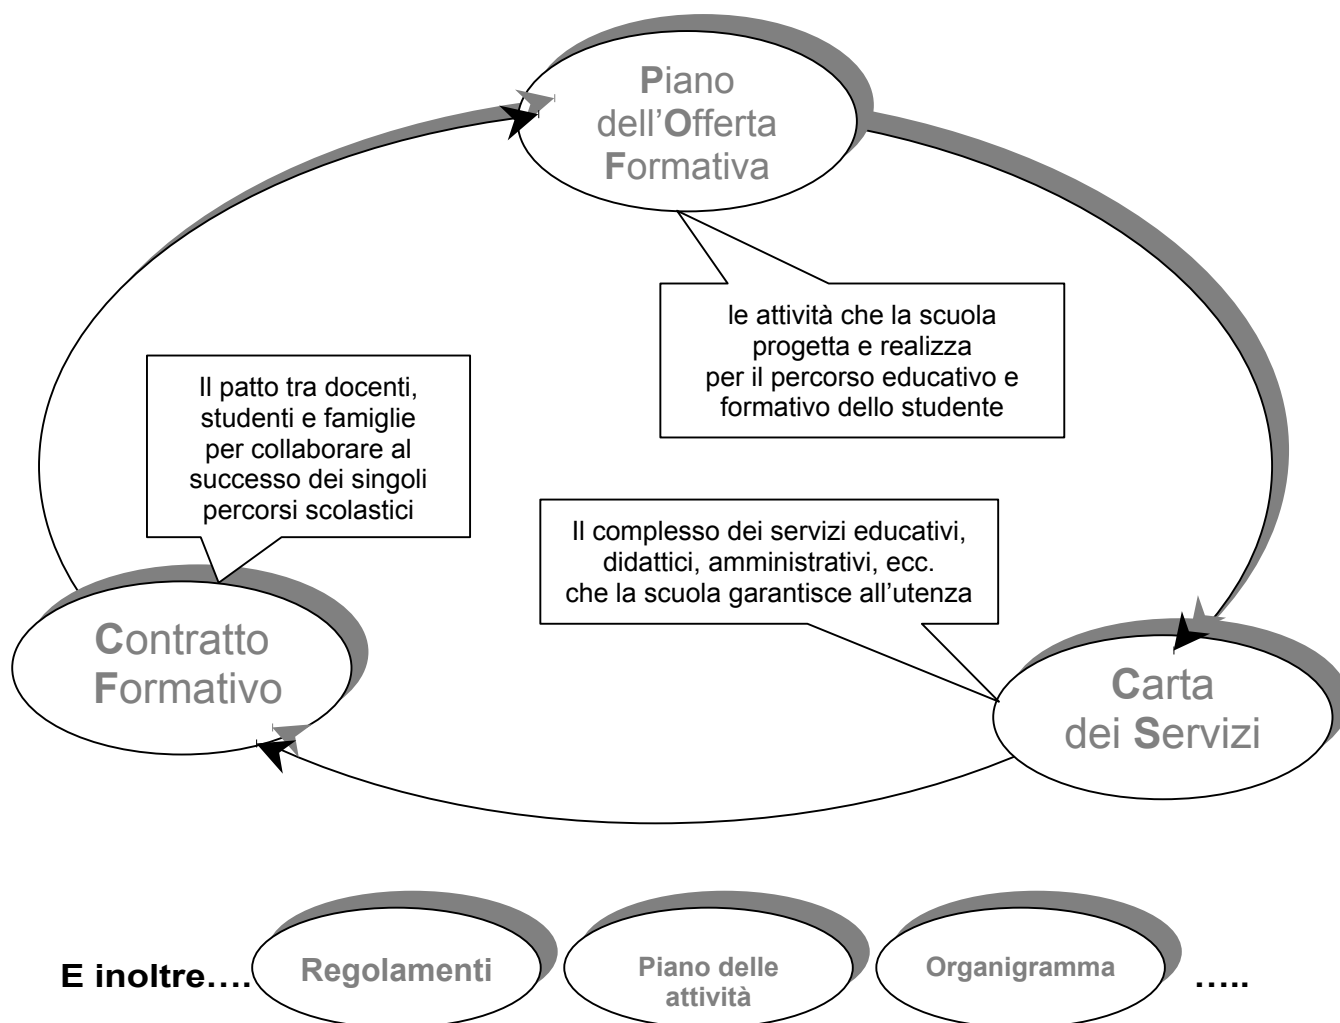 Piano
dell’Offerta
Formativa
le attività che la scuola
progetta e realizza
per il percorso educativo e
formativo dello studente
Il patto tra docenti,
studenti e famiglie
per collaborare al
successo dei singoli
percorsi scolastici
Il complesso dei servizi educativi,
didattici, amministrativi, ecc.
che la scuola garantisce all’utenza
Contratto
Formativo
Carta
dei Servizi
E inoltre….
Regolamenti
Piano delle
attività
Organigramma
…..